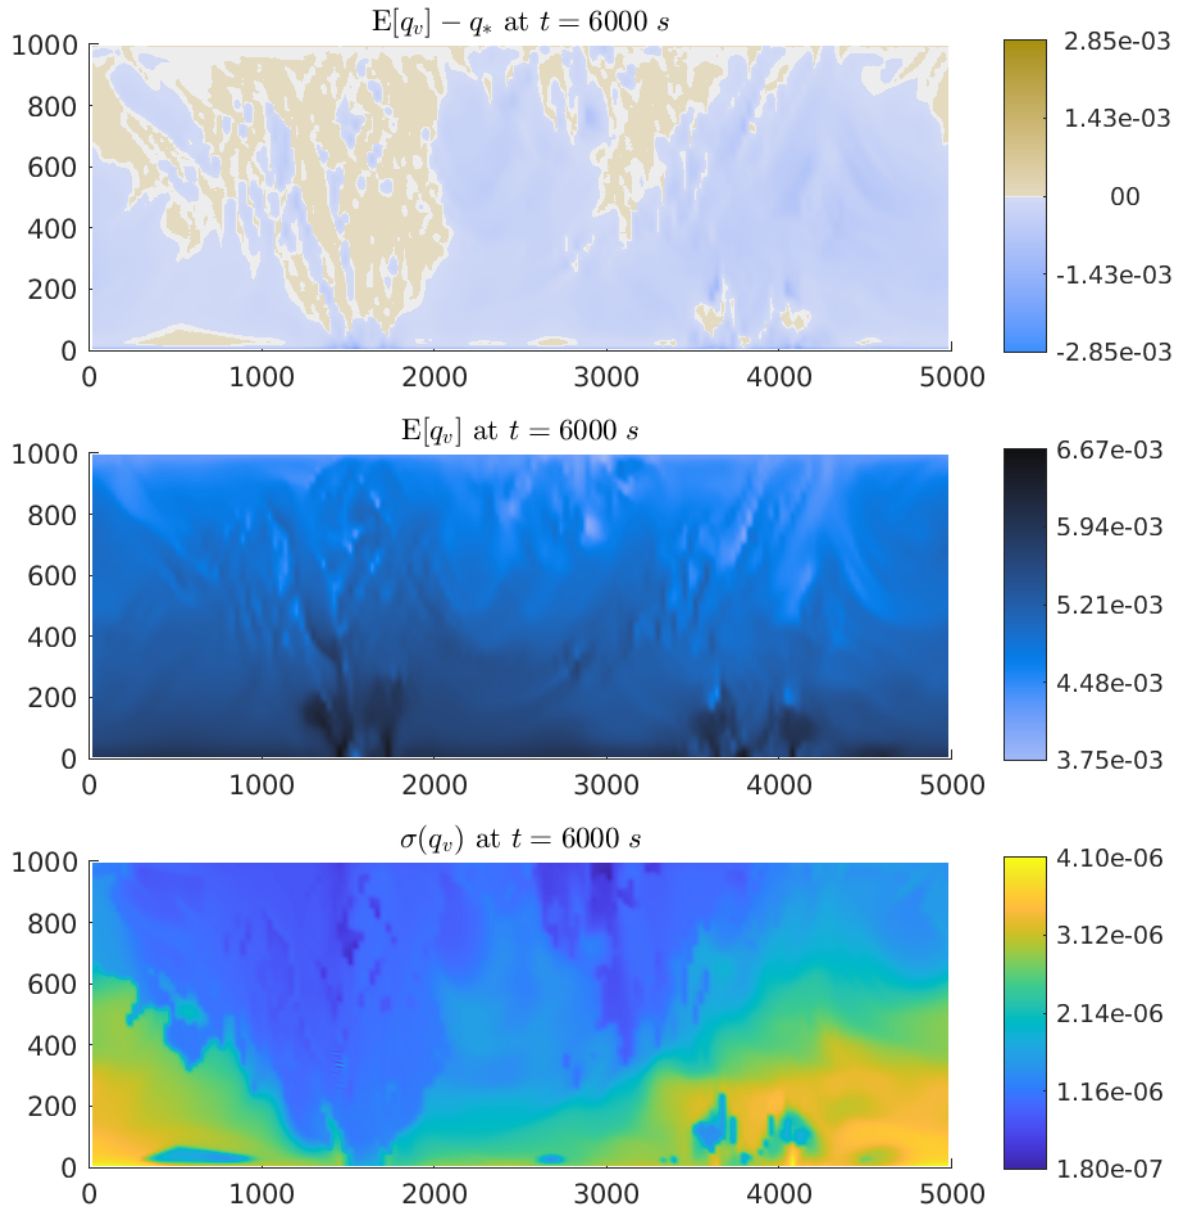 E[q_v] − q_* at t = 6000 s
1000
800
600
400
200
0
0 1000 2000 3000 4000 5000
2.85e-03
1.43e-03
00
-1.43e-03
-2.85e-03
E[q_v] at t = 6000 s
1000
800
600
400
200
0
0 1000 2000 3000 4000 5000
6.67e-03
5.94e-03
5.21e-03
4.48e-03
3.75e-03
σ(q_v) at t = 6000 s
1000
800
600
400
200
0
0 1000 2000 3000 4000 5000
4.10e-06
3.12e-06
2.14e-06
1.16e-06
1.80e-07